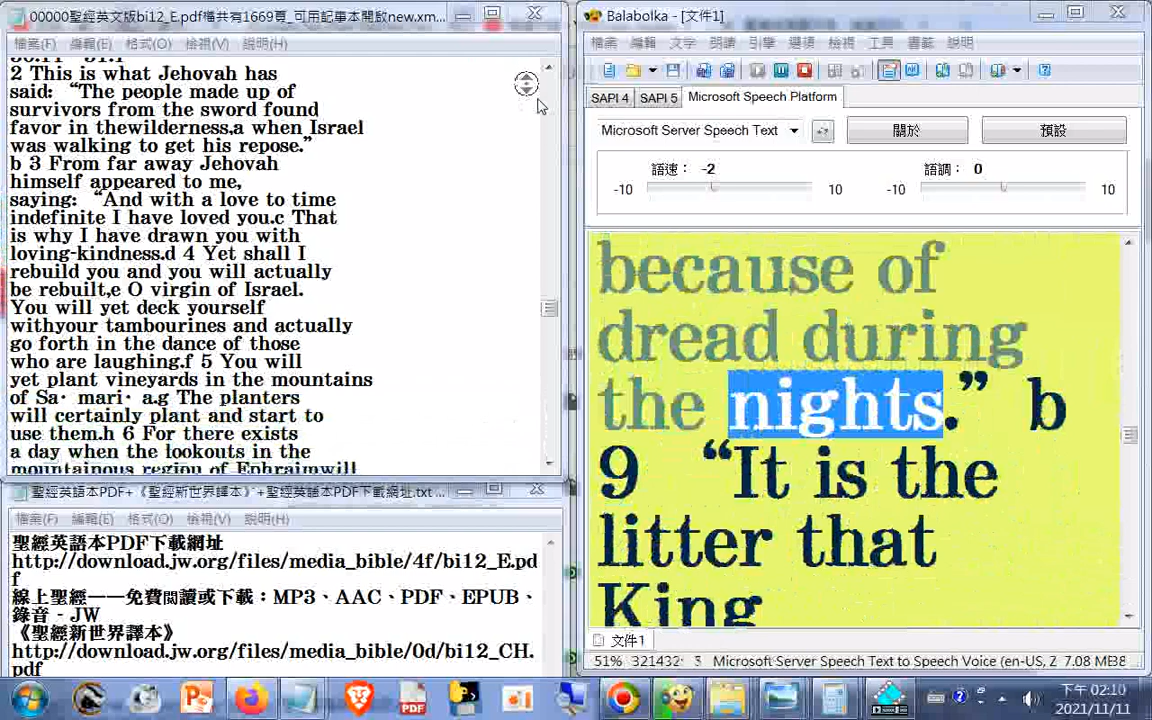 00000聖經英文版bi12_E.pdf檔共有1669頁_可用記事本開啟new.xm...
檔案(F) 編輯(E) 格式(O) 檢視(V) 說明(H)
2 This is what Jehovah has
said: “The people made up of
survivors from the sword found
favor in thewilderness.a when Israel
was walking to get his repose.”
b 3 From far away Jehovah
himself appeared to me,
saying: “And with a love to time
indefinite I have loved you.c That
is why I have drawn you with
loving-kindness.d 4 Yet shall I
rebuild you and you will actually
be rebuilt,e O virgin of Israel.
You will yet deck yourself
withyour tambourines and actually
go forth in the dance of those
who are laughing.f 5 You will
yet plant vineyards in the mountains
of Sa· mari· a.g The planters
will certainly plant and start to
use them.h 6 For there exists
a day when the lookouts in the
mountainous region of Ephraimwill
聖經英語本PDF+《聖經新世界譯本》+聖經英語本PDF下載網址.txt ...
檔案(F) 編輯(E) 格式(O) 檢視(V) 說明(H)
聖經英語本PDF下載網址
http://download.jw.org/files/media_bible/4f/bi12_E.pd
f
線上聖經——免費閱讀或下載：MP3、AAC、PDF、EPUB、
錄音 - JW
《聖經新世界譯本》
http://download.jw.org/files/media_bible/0d/bi12_CH.
pdf
Balabolka - [文件1]
檔案 編輯 文字 朗讀 引擎 選項 檢視 工具 書籤 說明
SAPI 4 SAPI 5 Microsoft Speech Platform
Microsoft Server Speech Text 關於 預設
語速： -2 語調： 0
-10 10 -10 10
because of
dread during
the nights.” b
9 “It is the
litter that
King
文件1
51% 321432: 3 Microsoft Server Speech Text to Speech Voice (en-US, Z 7.08 MB
下午 02:10
2021/11/11